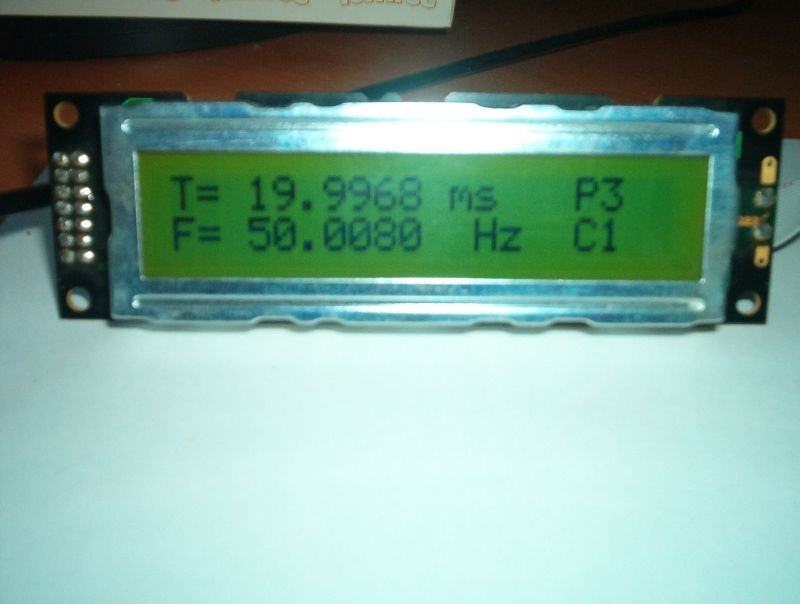 T= 19.9968 ms P3
F= 50.0080 Hz C1